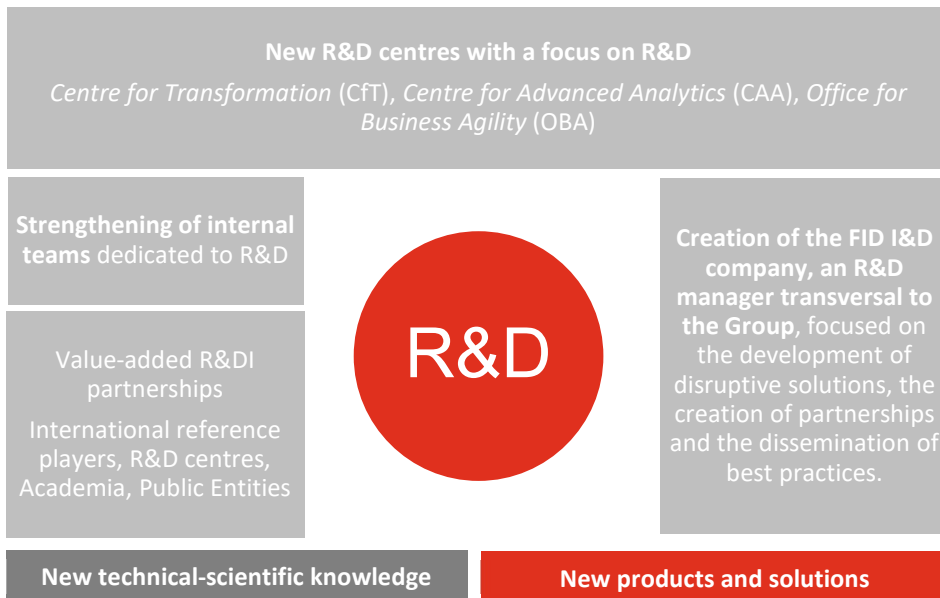 New R&D centres with a focus on R&D
Centre for Transformation (CfT), Centre for Advanced Analytics (CAA), Office for
Business Agility (OBA)
Strengthening of internal
teams dedicated to R&D
Value-added R&DI
partnerships
International reference
players, R&D centres,
Academia, Public Entities
R&D
Creation of the FID I&D
company, an R&D
manager transversal to
the Group, focused on
the development of
disruptive solutions, the
creation of partnerships
and the dissemination of
best practices.
New technical-scientific knowledge
New products and solutions